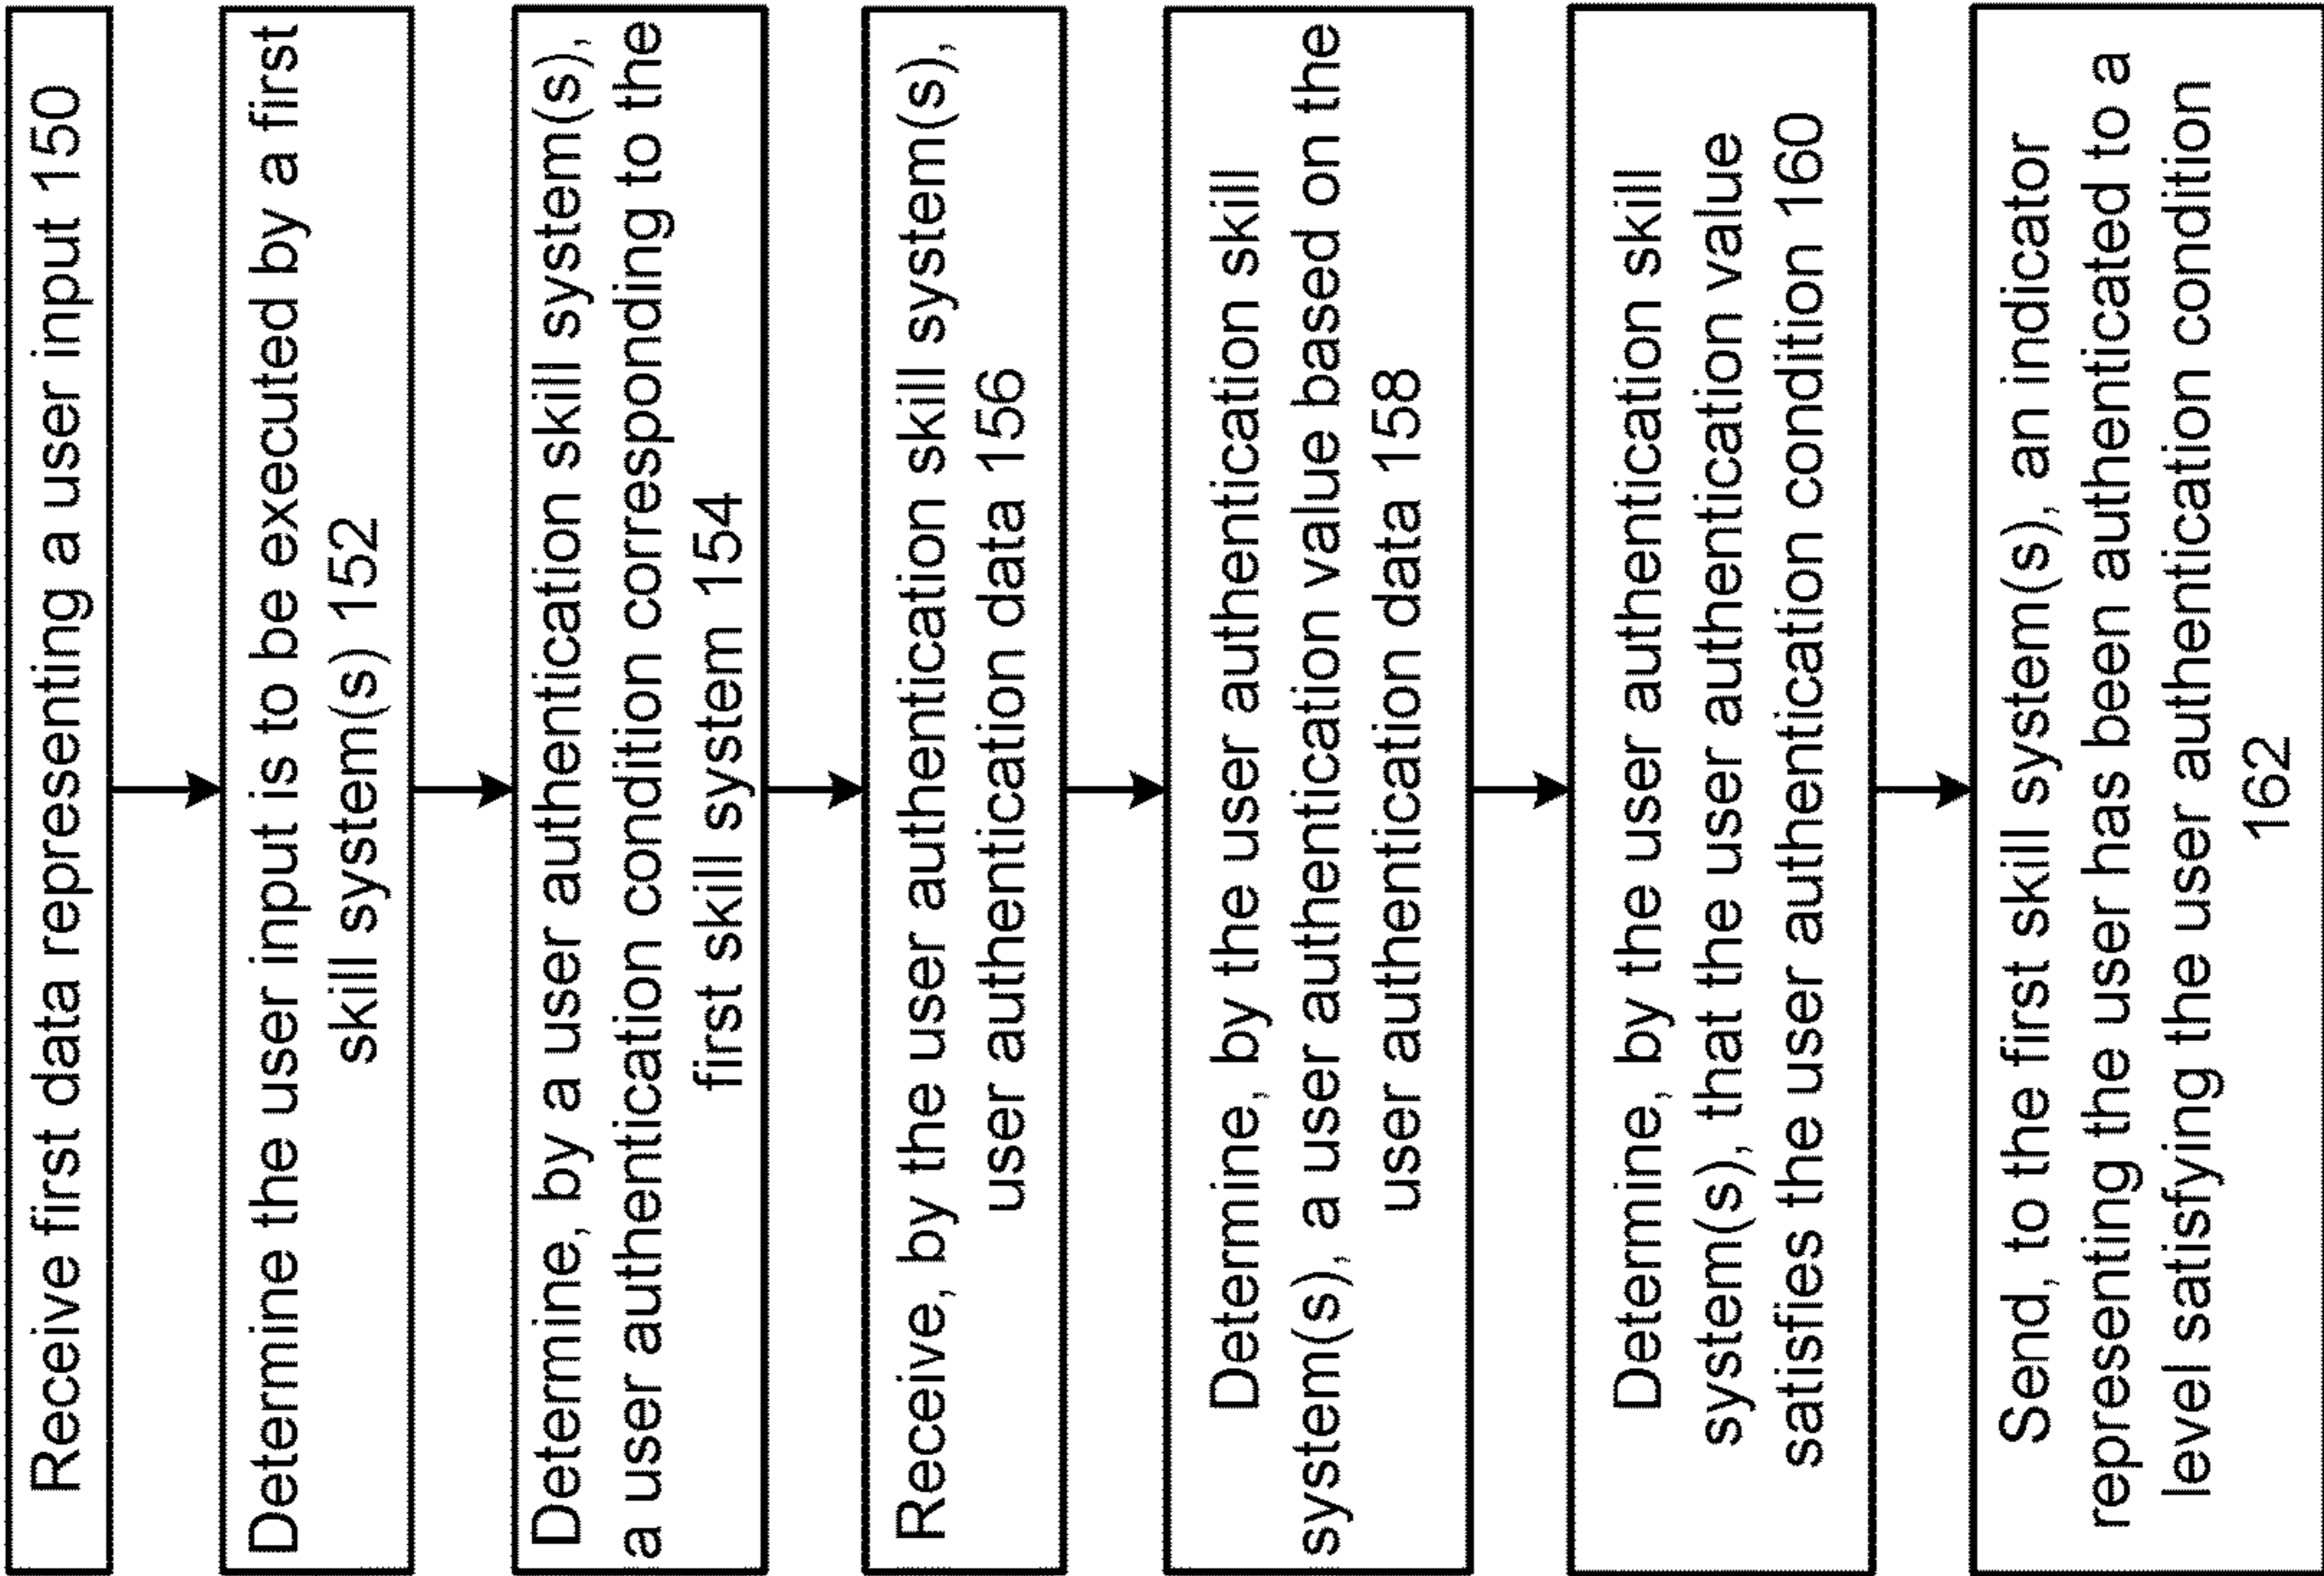 Receive first data representing a user input 150
Determine the user input is to be executed by a first
skill system(s) 152
Determine, by a user authentication skill system(s),
a user authentication condition corresponding to the
first skill system 154
Receive, by the user authentication skill system(s),
user authentication data 156
Determine, by the user authentication skill
system(s), a user authentication value based on the
user authentication data 158
Determine, by the user authentication skill
system(s), that the user authentication value
satisfies the user authentication condition 160
Send, to the first skill system(s), an indicator
representing the user has been authenticated to a
level satisfying the user authentication condition
162